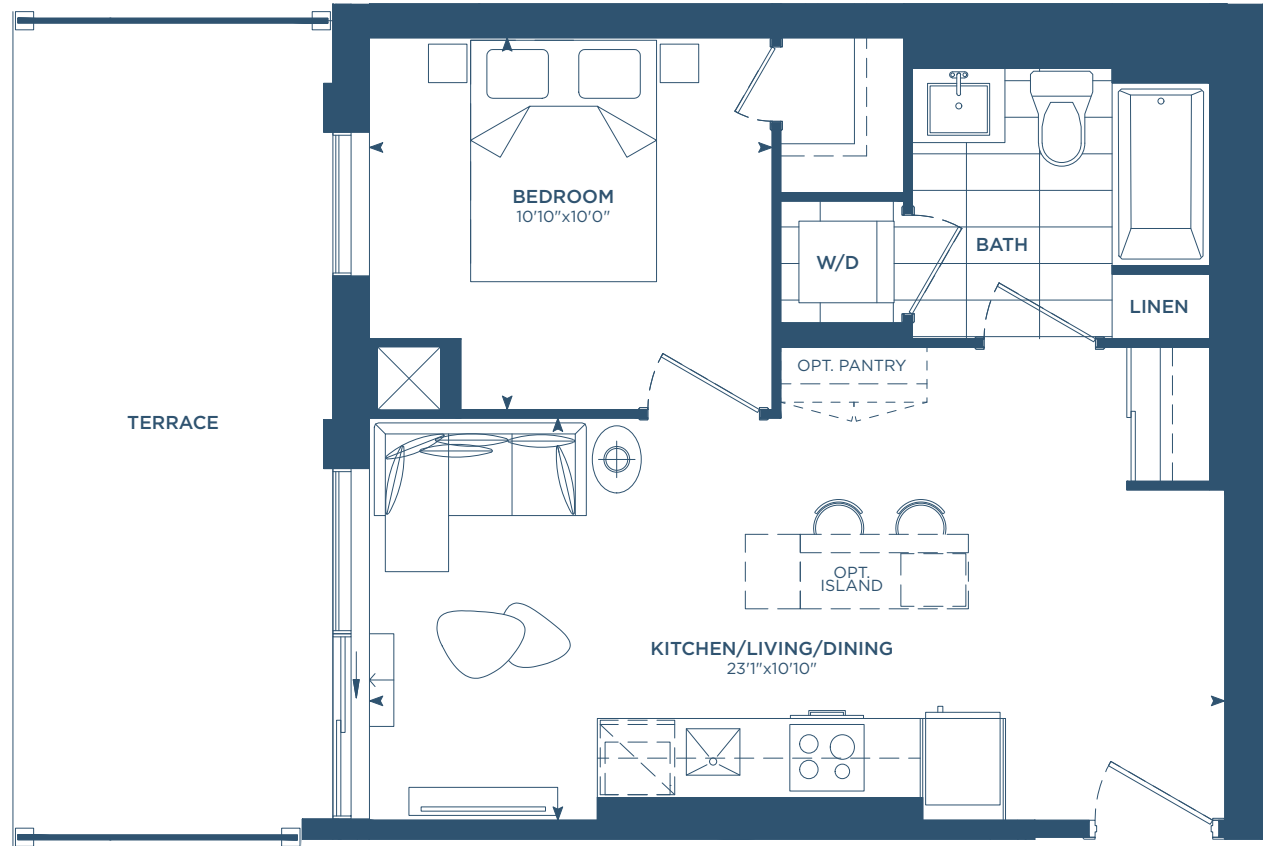 BEDROOM
10'10"x10'0"
W/D
BATH
LINEN
OPT. PANTRY
TERRACE
OPT.
ISLAND
KITCHEN/LIVING/DINING
23'1"x10'10"